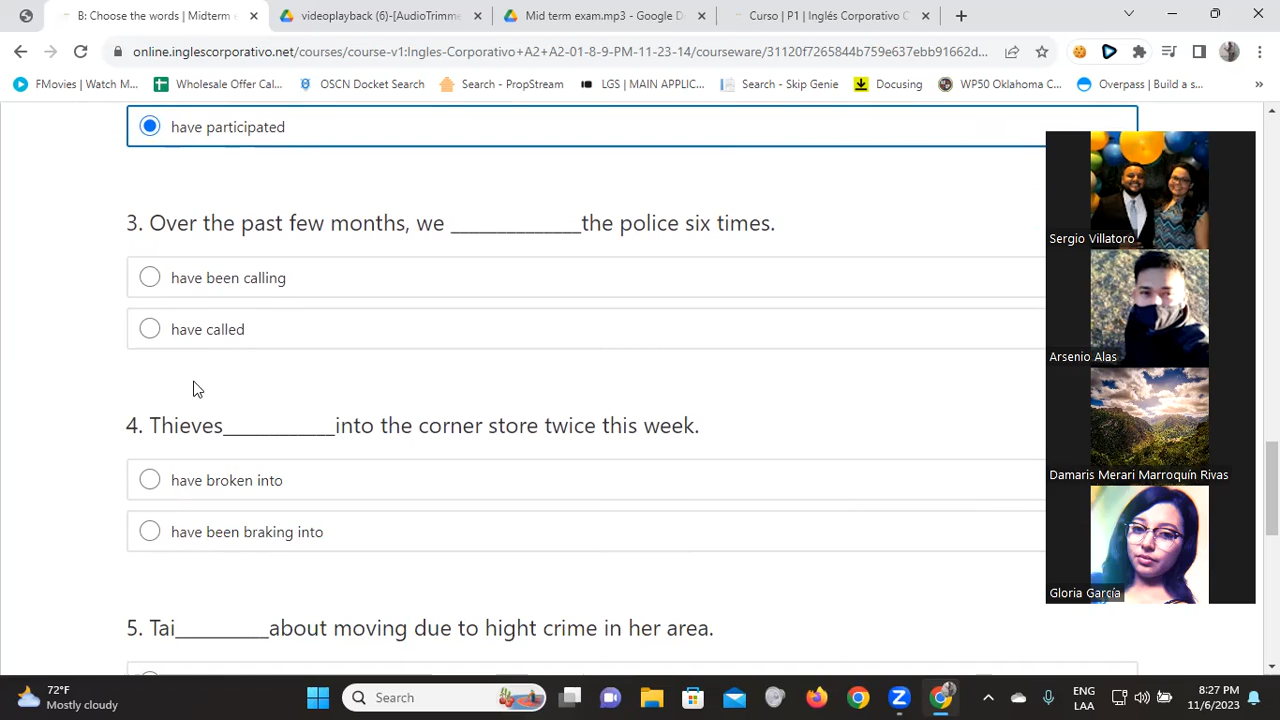 B: Choose the words | Midterm e
videoplayback (6)-[AudioTrimme
Mid term exam.mp3 - Google D
Curso | P1 | Inglés Corporativo C
online.inglescorporativo.net/courses/course-v1:Ingles-Corporativo+A2+A2-01-8-9-PM-11-23-14/courseware/31120f7265844b759e637ebb91662d...
FMovies | Watch M...
Wholesale Offer Cal...
OSCN Docket Search
Search - PropStream
LGS | MAIN APPLIC...
Search - Skip Genie
Docusing
WP50 Oklahoma C...
Overpass | Build a s...
»
have participated
3. Over the past few months, we _____________the police six times.
have been calling
have called
4. Thieves___________into the corner store twice this week.
have broken into
have been braking into
5. Tai_________about moving due to hight crime in her area.
Sergio Villatoro
Arsenio Alas
Damaris Merari Marroquín Rivas
Gloria García
72°F
Mostly cloudy
Search
ENG
LAA
8:27 PM
11/6/2023